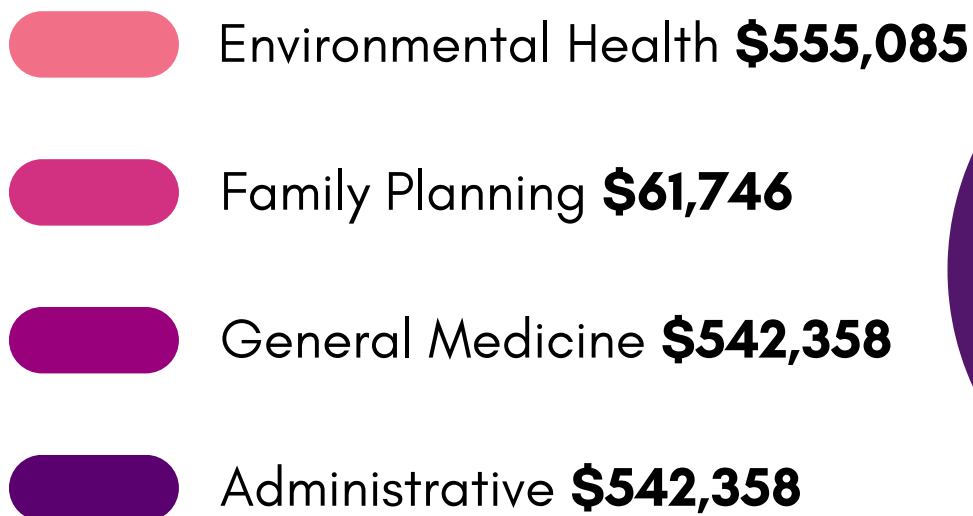 Environmental Health $555,085
Family Planning $61,746
General Medicine $542,358
Administrative $542,358